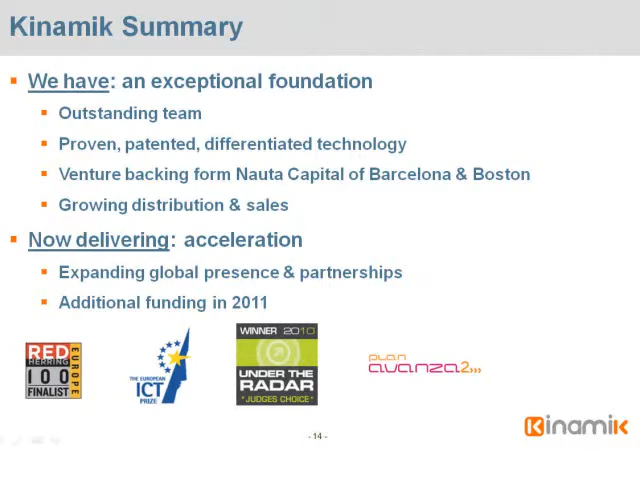 Kinamik Summary
We have: an exceptional foundation
Outstanding team
Proven, patented, differentiated technology
Venture backing form Nauta Capital of Barcelona & Boston
Growing distribution & sales
Now delivering: acceleration
Expanding global presence & partnerships
Additional funding in 2011
RED
HERRING
100
FINALIST
EUROPE
THE EUROPEAN
ICT
PRIZE
WINNER 2010
UNDER THE
RADAR
"JUDGES CHOICE"
plan
avanza2
kinamik
- 14 -